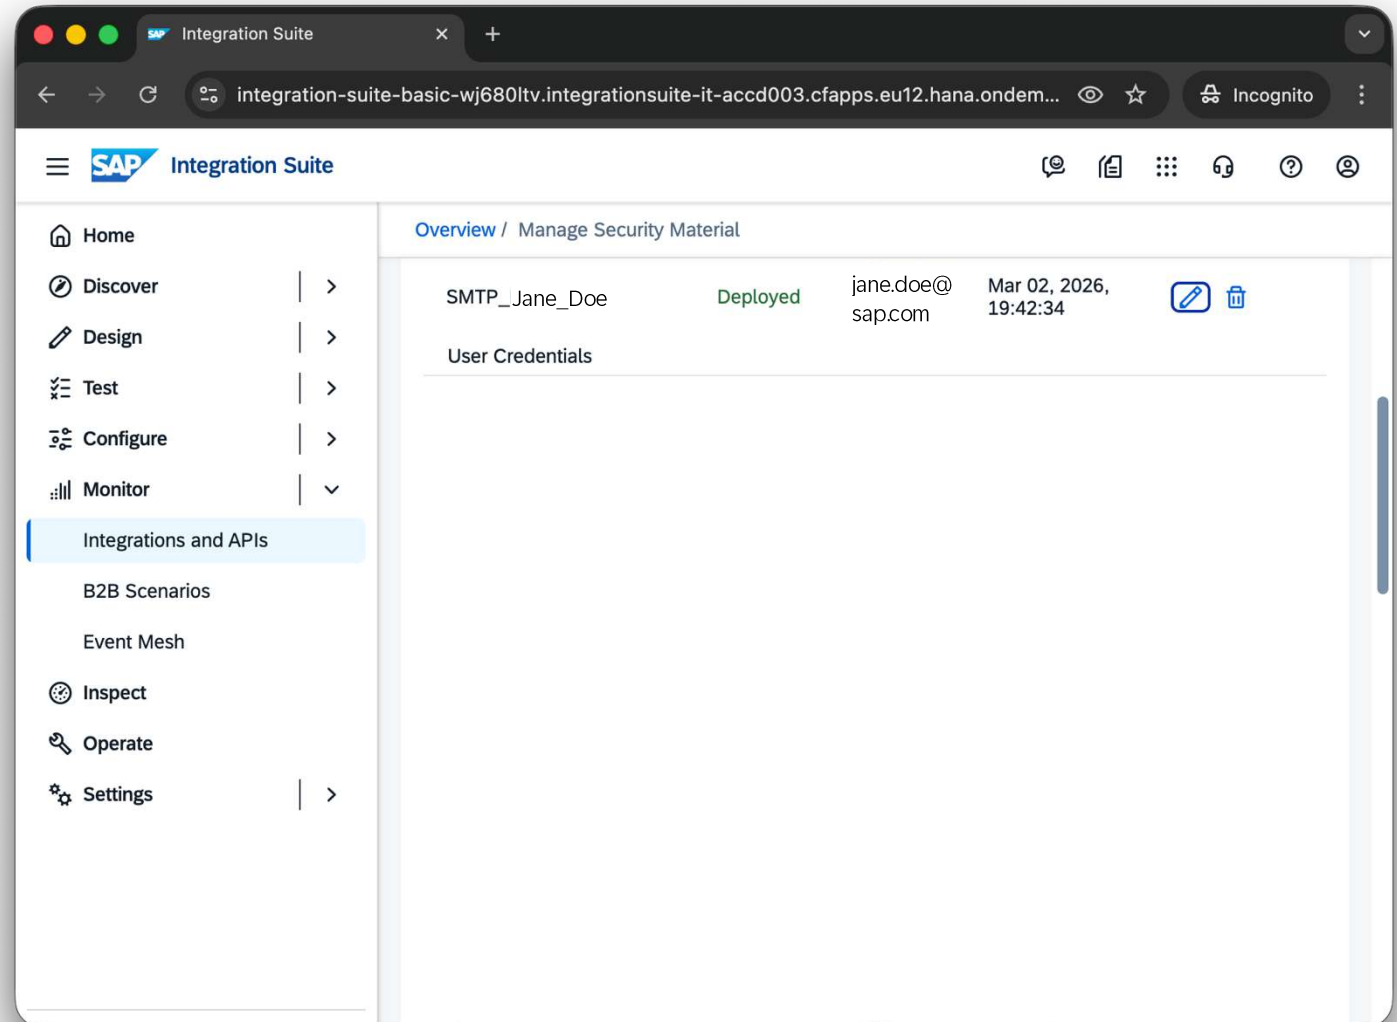 SAP Integration Suite
integration-suite-basic-wj680ltv.integrationsuite-it-accd003.cfapps.eu12.hana.ondem...
Incognito
SAP Integration Suite
Home
Discover
Design
Test
Configure
Monitor
Integrations and APIs
B2B Scenarios
Event Mesh
Inspect
Operate
Settings
Overview / Manage Security Material
SMTP_Jane_Doe
Deployed
jane.doe@
sap.com
Mar 02, 2026,
19:42:34
User Credentials